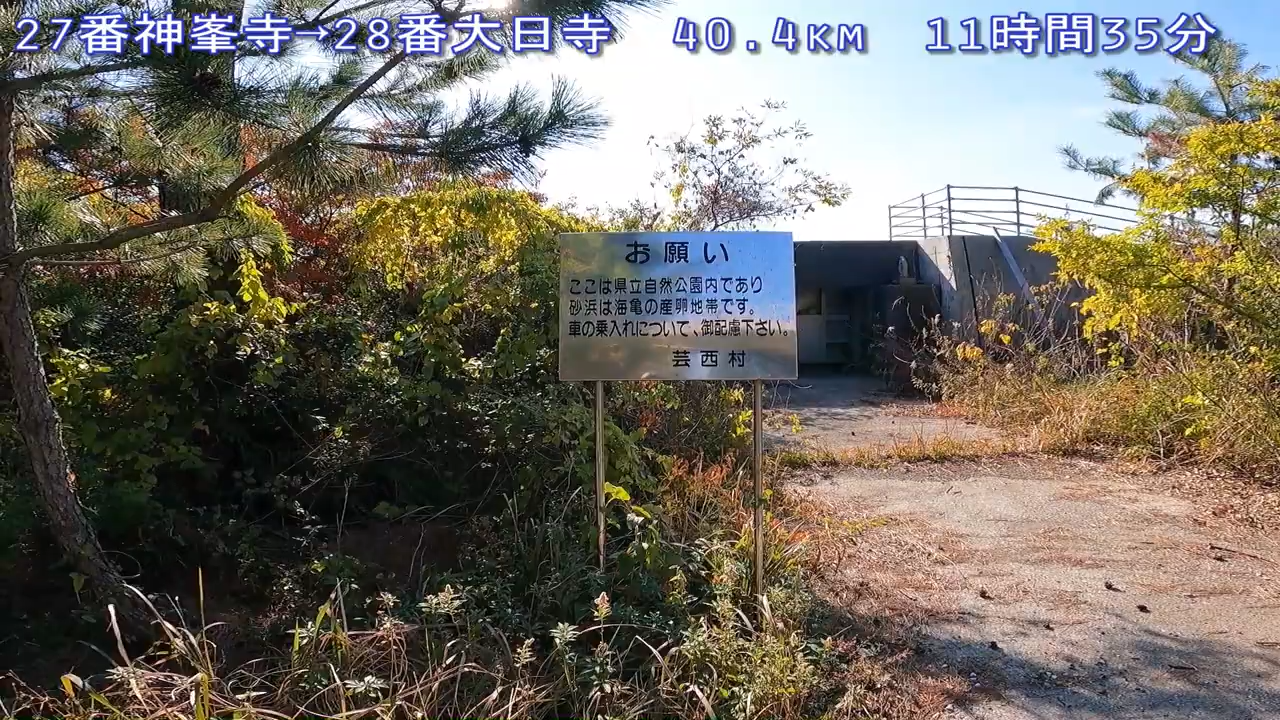 27番神峯寺→28番大日寺 40.4km 11時間35分
お願い
ここは県立自然公園内であり
砂浜は海亀の産卵地帯です。
車の乗入れについて、御配慮下さい。
芸西村